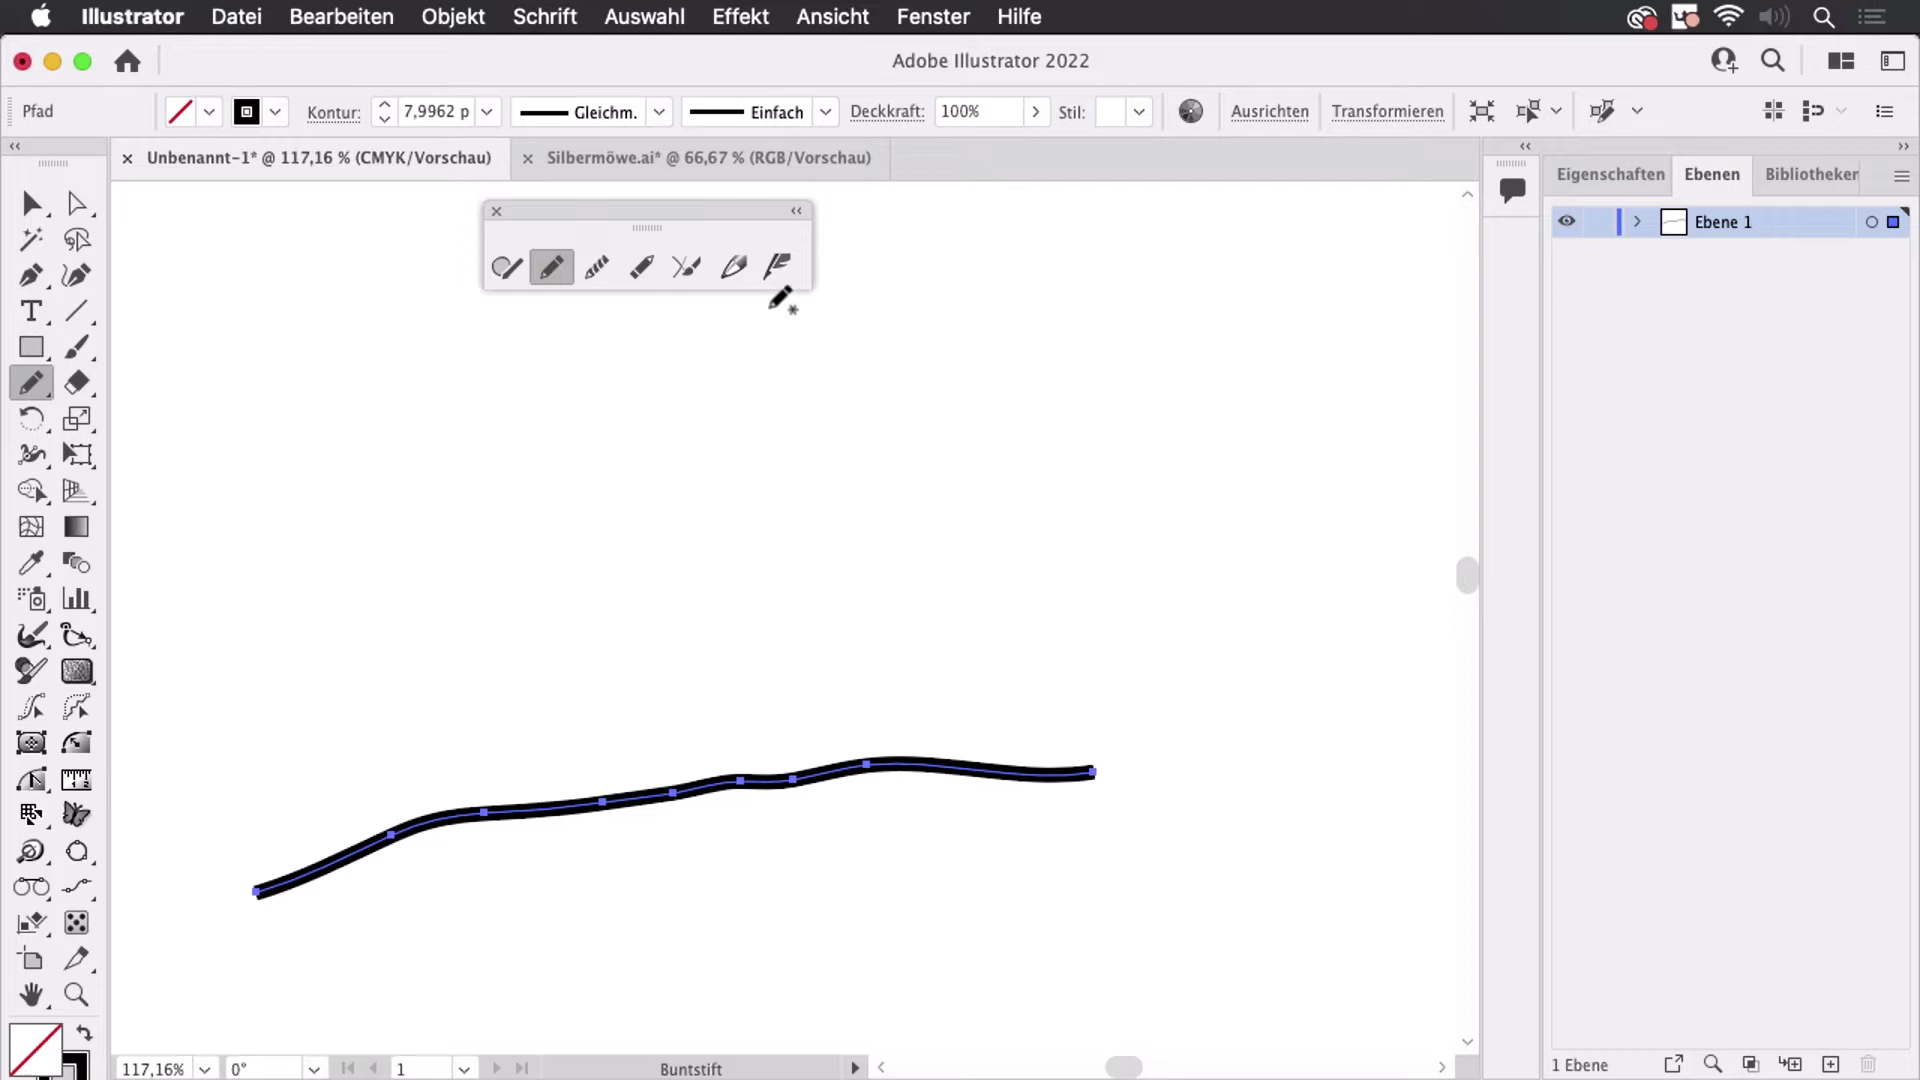 Illustrator Datei Bearbeiten Objekt Schrift Auswahl Effekt Ansicht Fenster Hilfe
Adobe Illustrator 2022
Pfad Kontur: 7,9962 p Gleichm. Einfach Deckkraft: 100% Stil: Ausrichten Transformieren
Unbenannt-1* @ 117,16 % (CMYK/Vorschau) Silbermöwe.ai* @ 66,67 % (RGB/Vorschau)
Eigenschaften Ebenen Bibliotheken
Ebene 1
117,16% 0° 1 Buntstift
1 Ebene